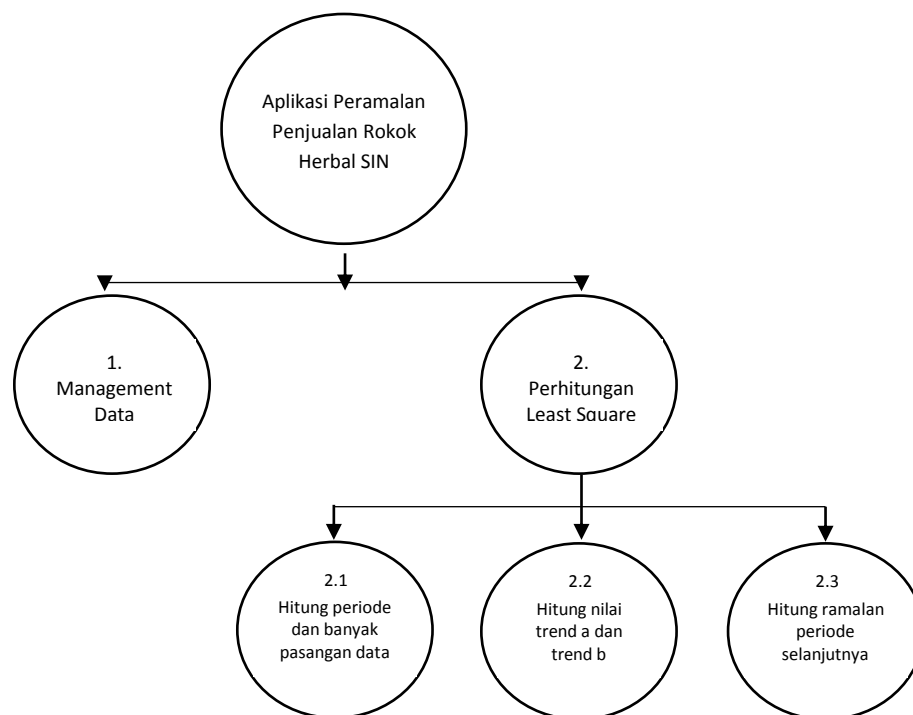 Aplikasi Peramalan
Penjualan Rokok
Herbal SIN
1.
Management
Data
2.
Perhitungan
Least Square
2.1
Hitung periode
dan banyak
pasangan data
2.2
Hitung nilai
trend a dan
trend b
2.3
Hitung ramalan
periode
selanjutnya